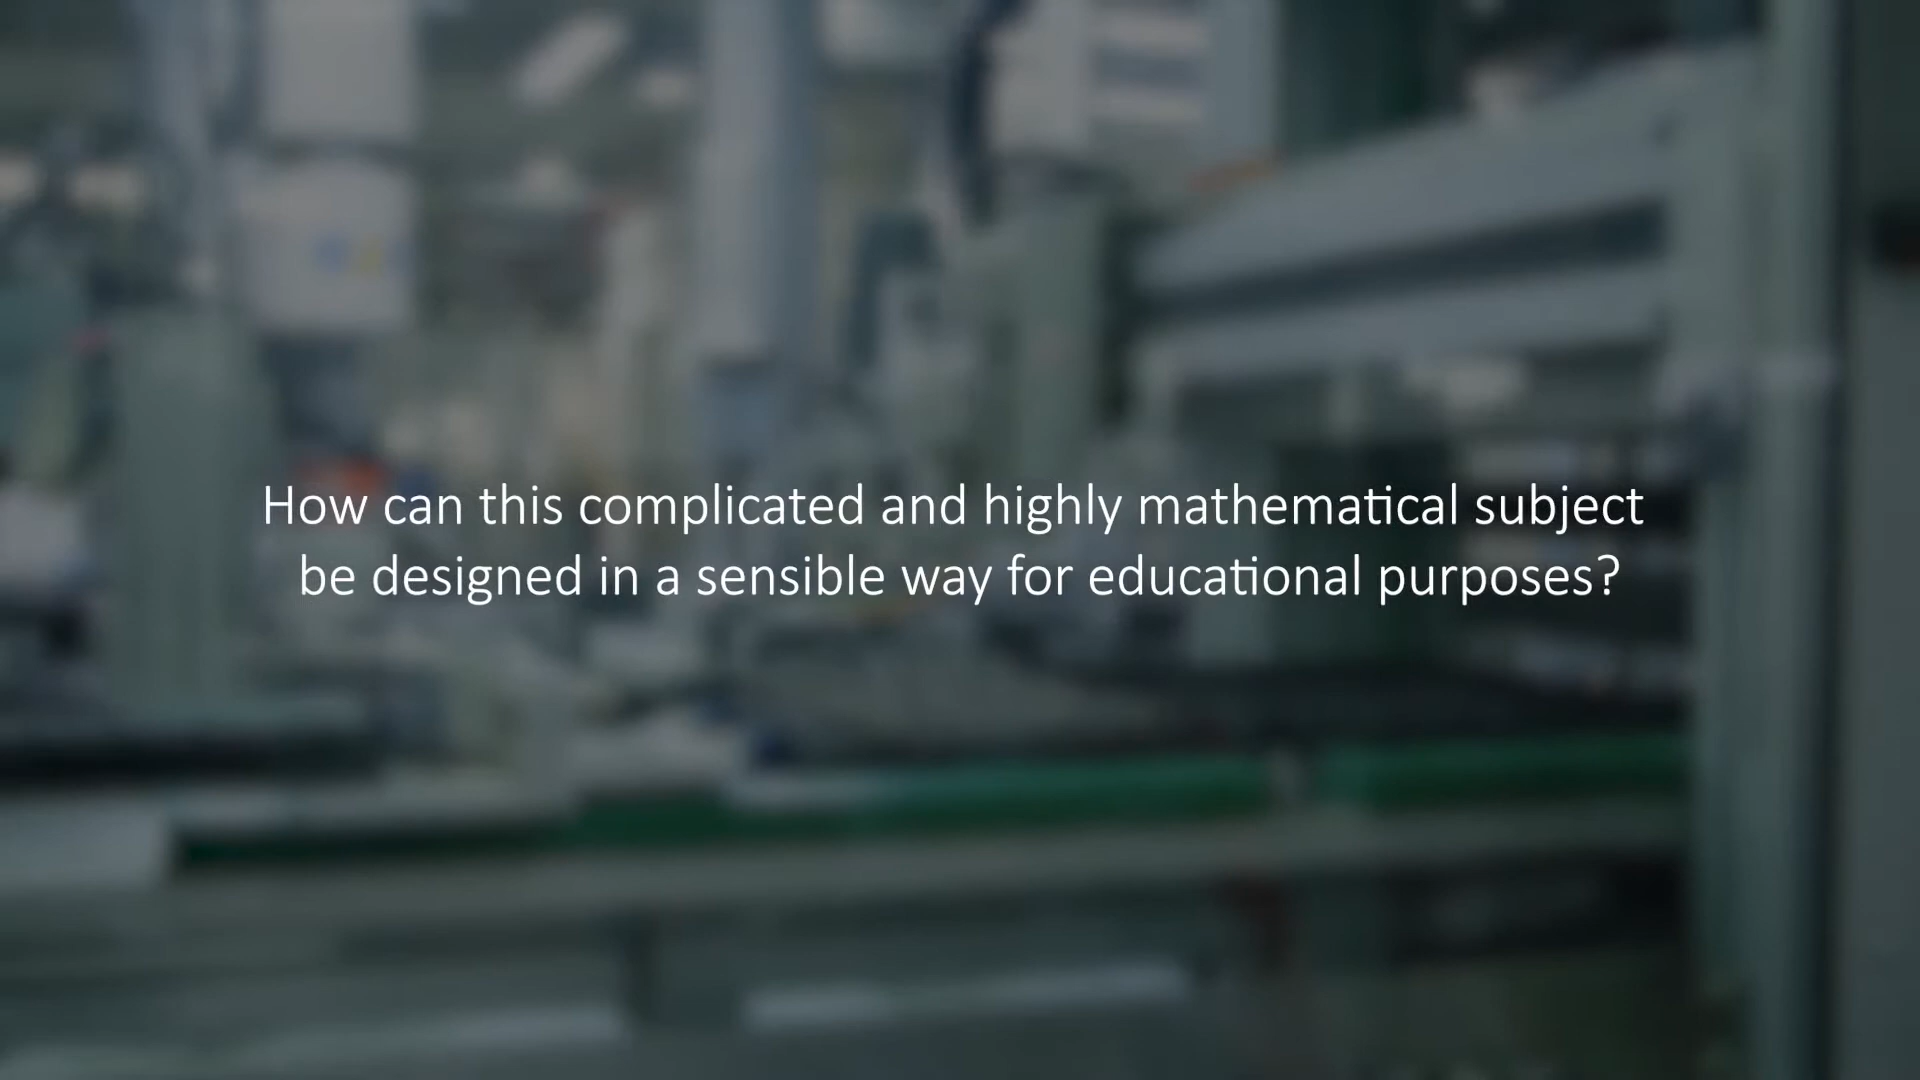 How can this complicated and highly mathematical subject
be designed in a sensible way for educational purposes?